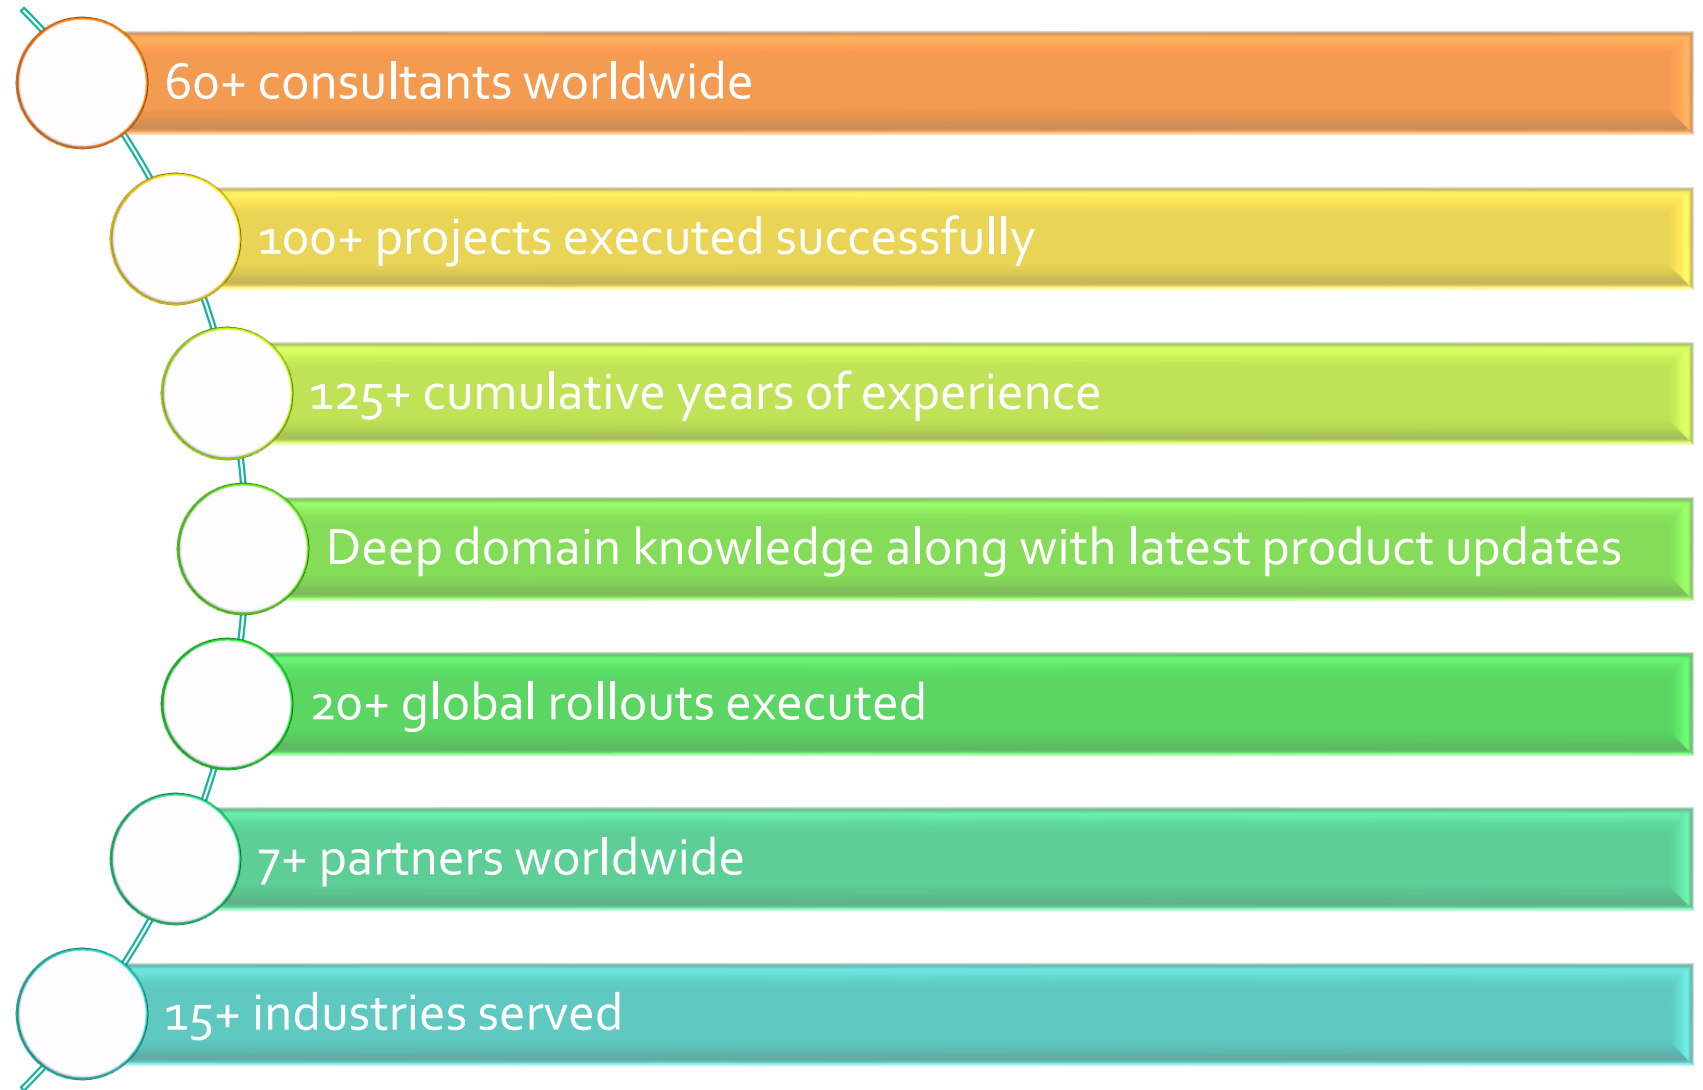 60+ consultants worldwide
100+ projects executed successfully
125+ cumulative years of experience
Deep domain knowledge along with latest product updates
20+ global rollouts executed
7+ partners worldwide
15+ industries served